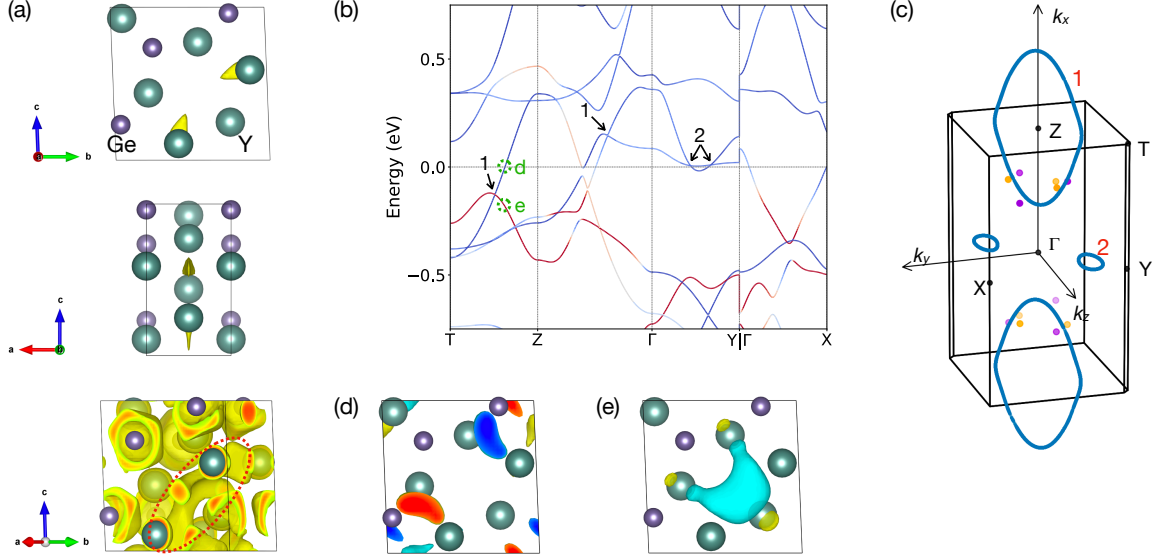 (a)
c
a
b
Ge
Y
c
a
b
c
a
b
(b)
Energy (eV)
0.5
0.0
−0.5
1
1
2
d
e
T
Z
Γ
Y|Γ
X
(c)
kx
1
Z
T
2
Γ
ky
X
Y
kz
(d)
(e)